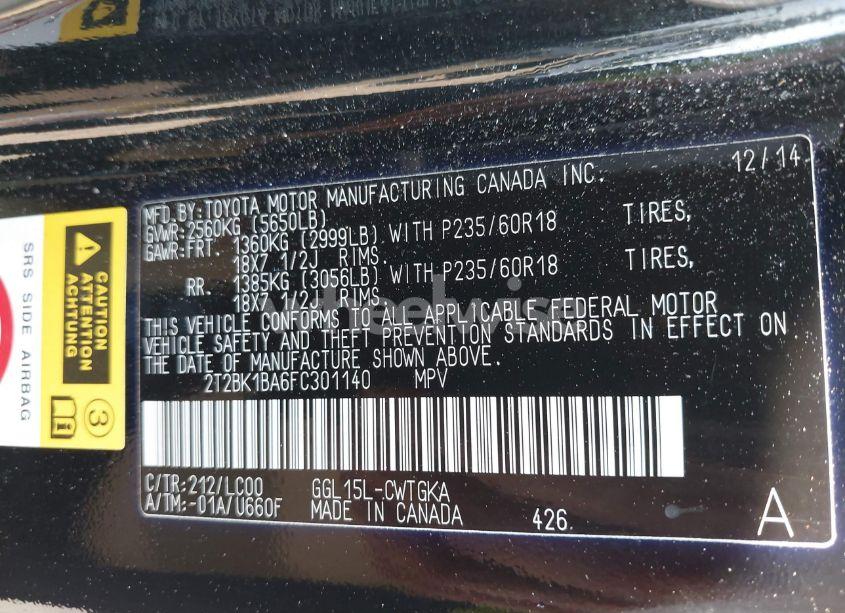 12/14
MFD.BY:TOYOTA MOTOR MANUFACTURING CANADA INC.
GVWR:2560KG (5650LB)
GAWR:FRT. 1360KG (2999LB) WITH P235/60R18 TIRES,
18X7 1/2J RIMS.
RR. 1385KG (3056LB) WITH P235/60R18 TIRES,
18X7 1/2J RIMS.
THIS VEHICLE CONFORMS TO ALL APPLICABLE FEDERAL MOTOR
VEHICLE SAFETY AND THEFT PREVENTION STANDARDS IN EFFECT ON
THE DATE OF MANUFACTURE SHOWN ABOVE.
2T2BK1BA6FC301140 MPV
C/TR:212/LC00 GGL15L-CWTGKA
A/TM:-01A/U660F MADE IN CANADA 426 A
CAUTION
ATTENTION
ACHTUNG
3
SRS SIDE AIRBAG
wheelwise